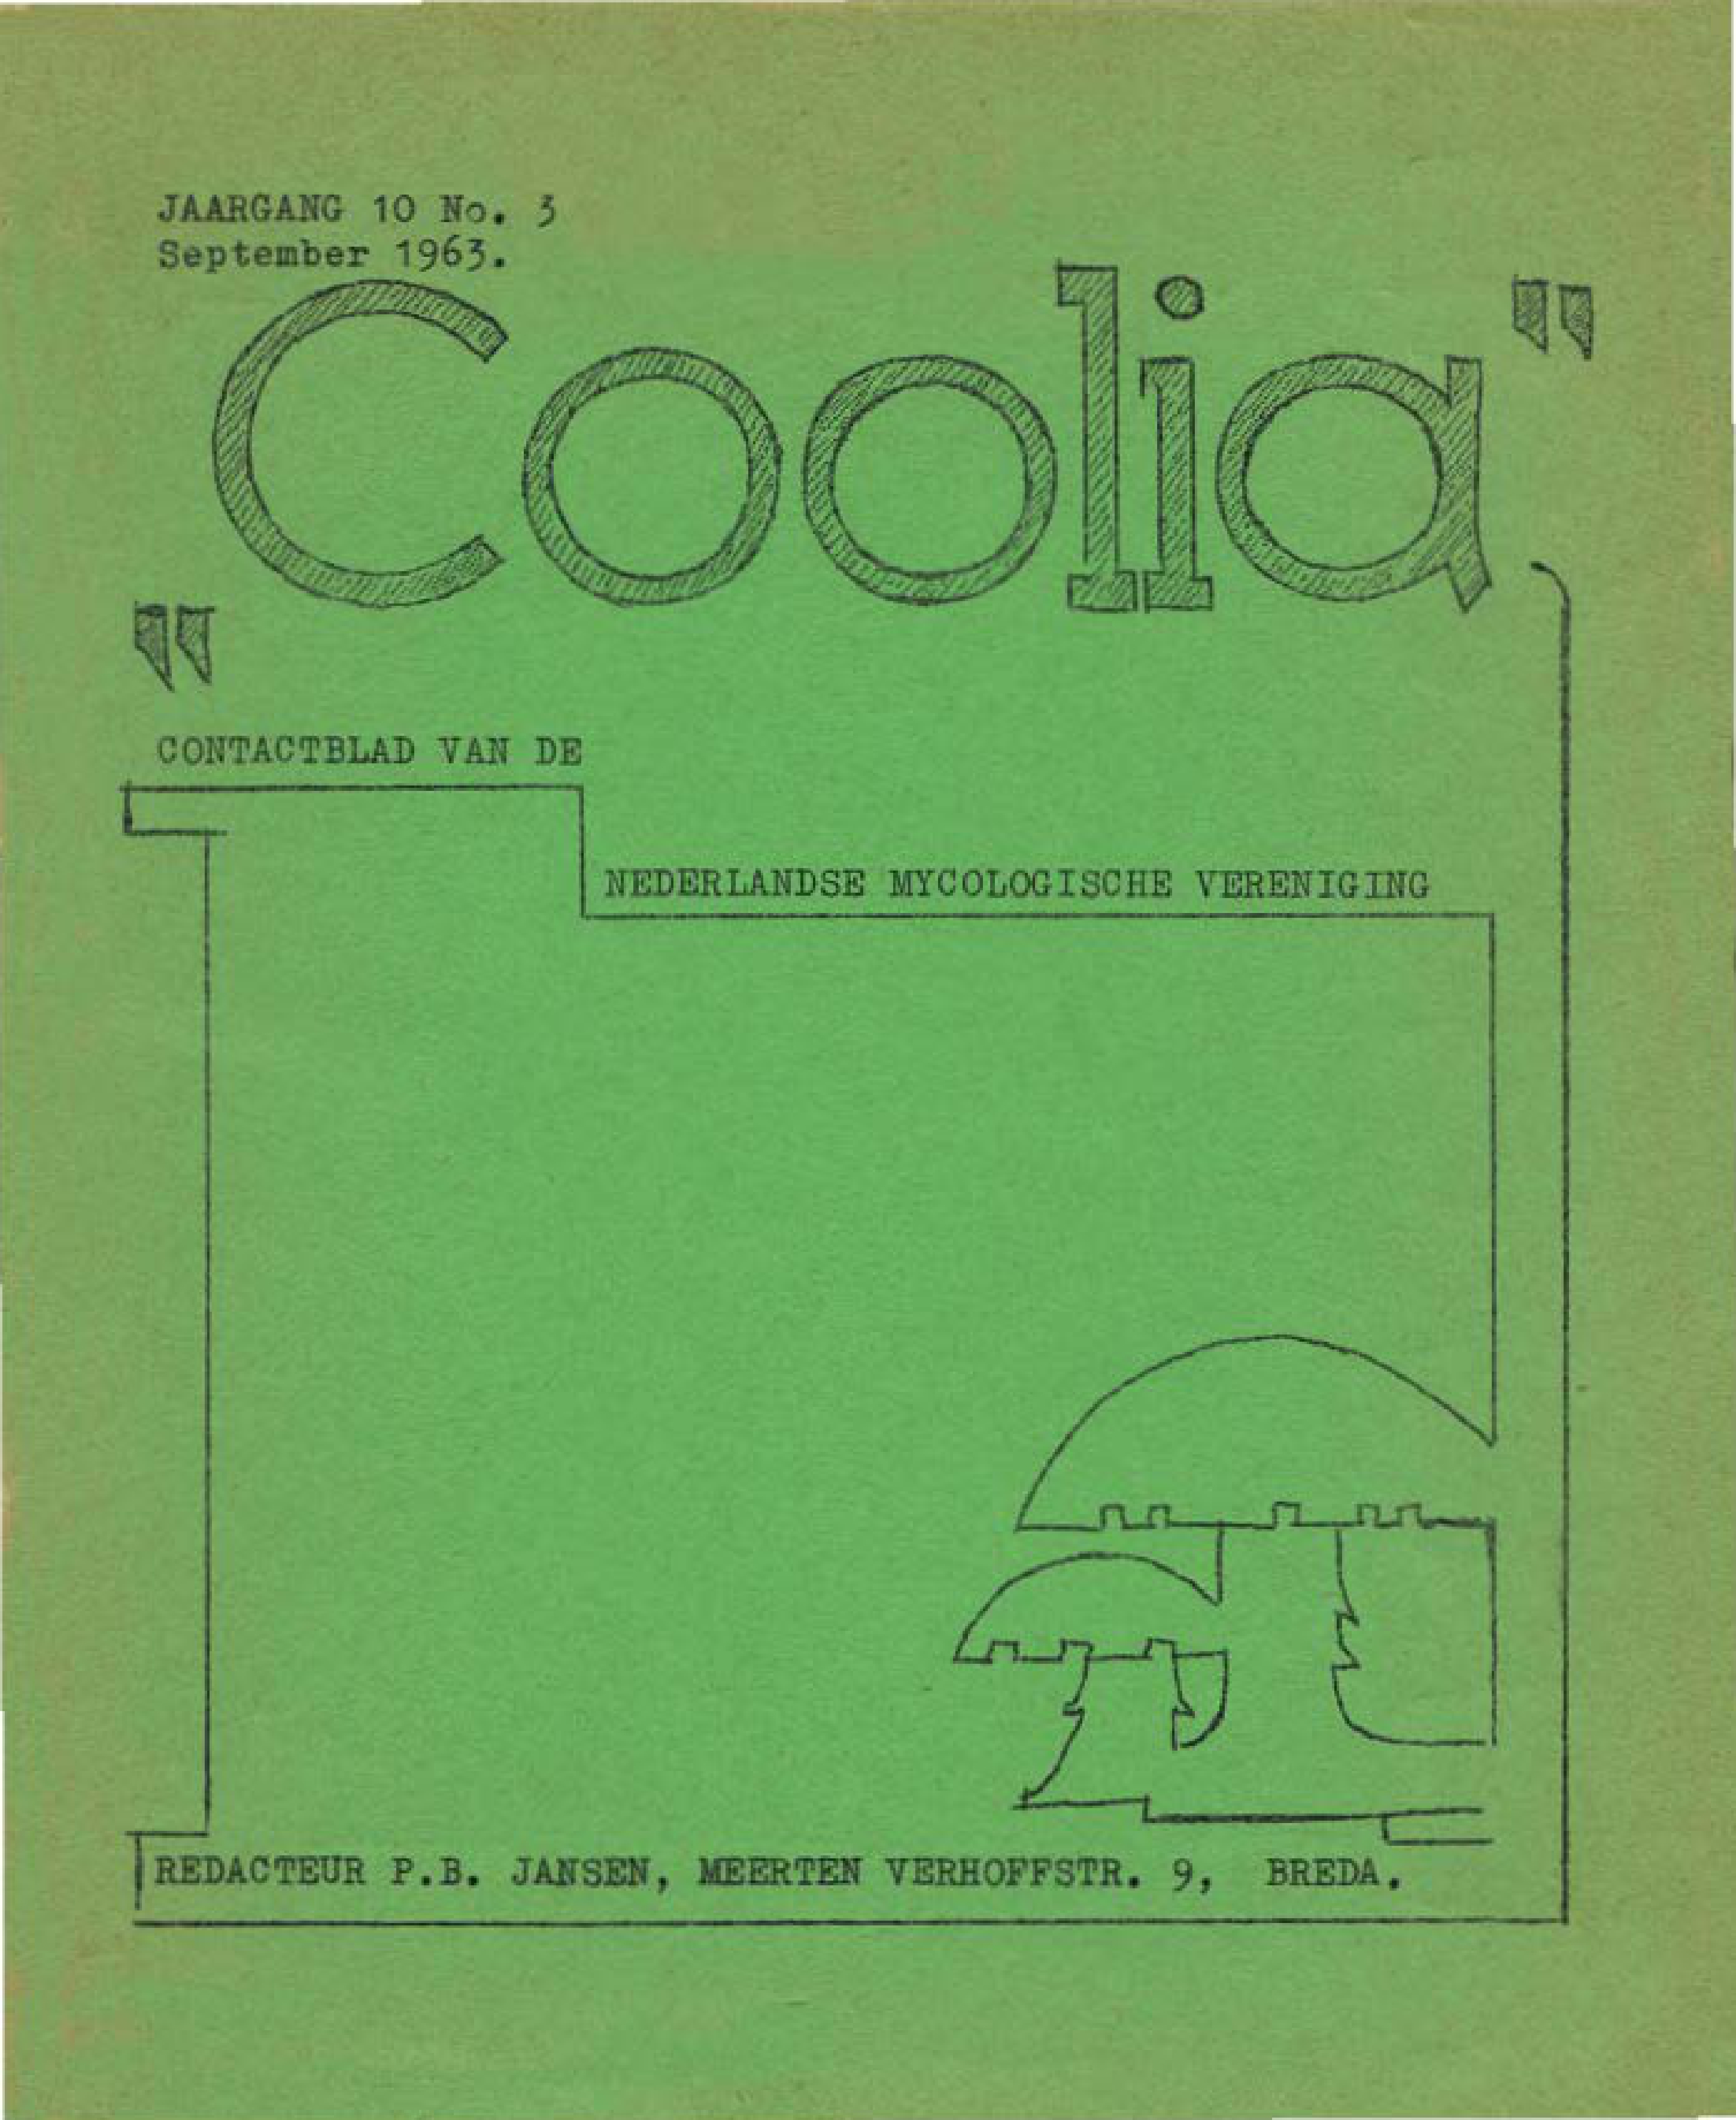 JAARGANG 10 No. 3
September 1963.
"Coolia"
CONTACTBLAD VAN DE
NEDERLANDSE MYCOLOGISCHE VERENIGING
REDACTEUR P.B. JANSEN, MEERTEN VERHOFFSTR. 9, BREDA.